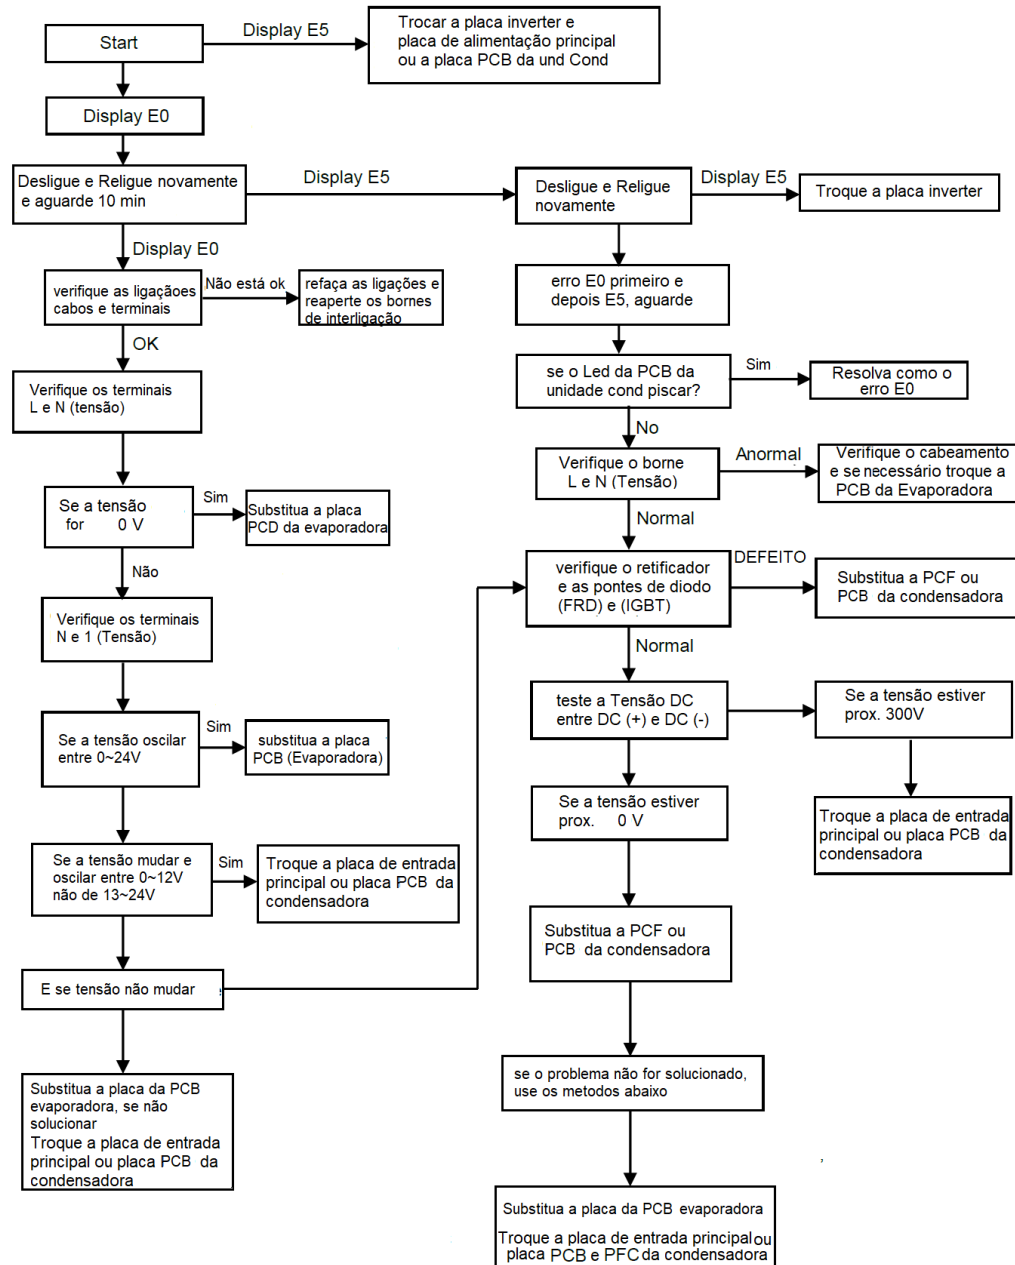 Start
Display E5
Trocar a placa inverter e
placa de alimentação principal
ou a placa PCB da und Cond
Display E0
Desligue e Religue novamente
e aguarde 10 min
Display E5
Desligue e Religue
novamente
Display E5
Troque a placa inverter
Display E0
verifique as ligaçãoes
cabos e terminais
Não está ok
refaça as ligações e
reaperte os bornes
de interligação
erro E0 primeiro e
depois E5, aguarde
OK
Verifique os terminais
L e N (tensão)
se o Led da PCB da
unidade cond piscar?
Sim
Resolva como o
erro E0
No
Verifique o borne
L e N (Tensão)
Anormal
Verifique o cabeamento
e se necessário troque a
PCB da Evaporadora
Se a tensão
for 0 V
Sim
Substitua a placa
PCD da evaporadora
Normal
Não
verifique o retificador
e as pontes de diodo
(FRD) e (IGBT)
DEFEITO
Substitua a PCF ou
PCB da condensadora
Verifique os terminais
N e 1 (Tensão)
Normal
teste a Tensão DC
entre DC (+) e DC (-)
Se a tensão estiver
prox. 300V
Se a tensão oscilar
entre 0~24V
Sim
substitua a placa
PCB (Evaporadora)
Se a tensão estiver
prox. 0 V
Troque a placa de entrada
principal ou placa PCB da
condensadora
Se a tensão mudar e
oscilar entre 0~12V
não de 13~24V
Sim
Troque a placa de entrada
principal ou placa PCB da
condensadora
Substitua a PCF ou
PCB da condensadora
E se tensão não mudar
se o problema não for solucionado,
use os metodos abaixo
Substitua a placa da PCB
evaporadora, se não
solucionar
Troque a placa de entrada
principal ou placa PCB da
condensadora
Substitua a placa da PCB evaporadora
Troque a placa de entrada principal ou
placa PCB e PFC da condensadora